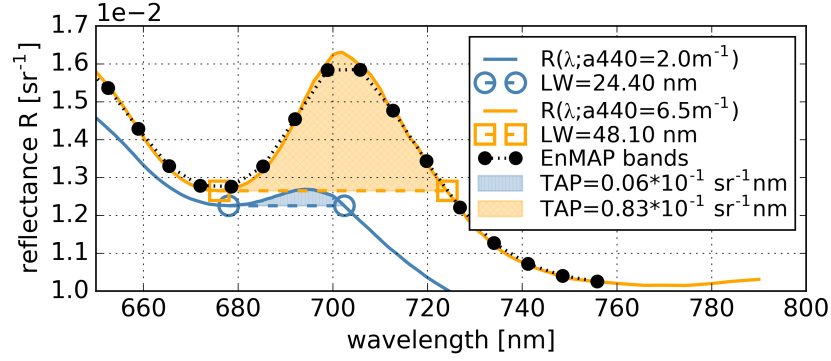 1e−2
1.7
1.6
1.5
1.4
1.3
1.2
1.1
1.0
reflectance R [sr⁻¹]
660 680 700 720 740 760 780 800
wavelength [nm]
R(λ;a440=2.0m⁻¹)
LW=24.40 nm
R(λ;a440=6.5m⁻¹)
LW=48.10 nm
EnMAP bands
TAP=0.06*10⁻¹ sr⁻¹nm
TAP=0.83*10⁻¹ sr⁻¹nm